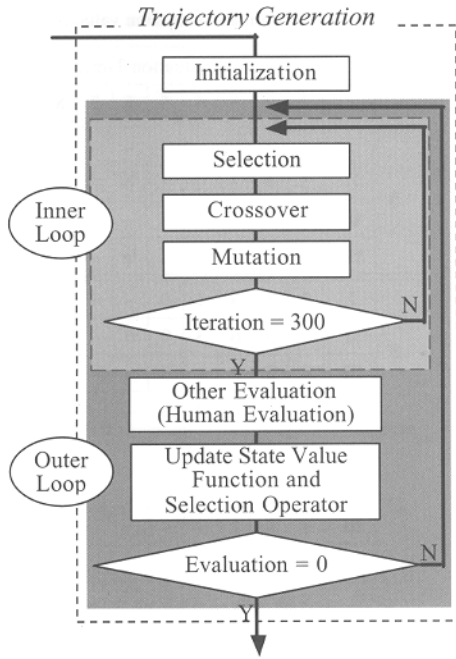 Trajectory Generation
Initialization
Selection
Crossover
Mutation
Inner
Loop
Iteration = 300
N
Y
Other Evaluation
(Human Evaluation)
Outer
Loop
Update State Value
Function and
Selection Operator
Evaluation = 0
N
Y